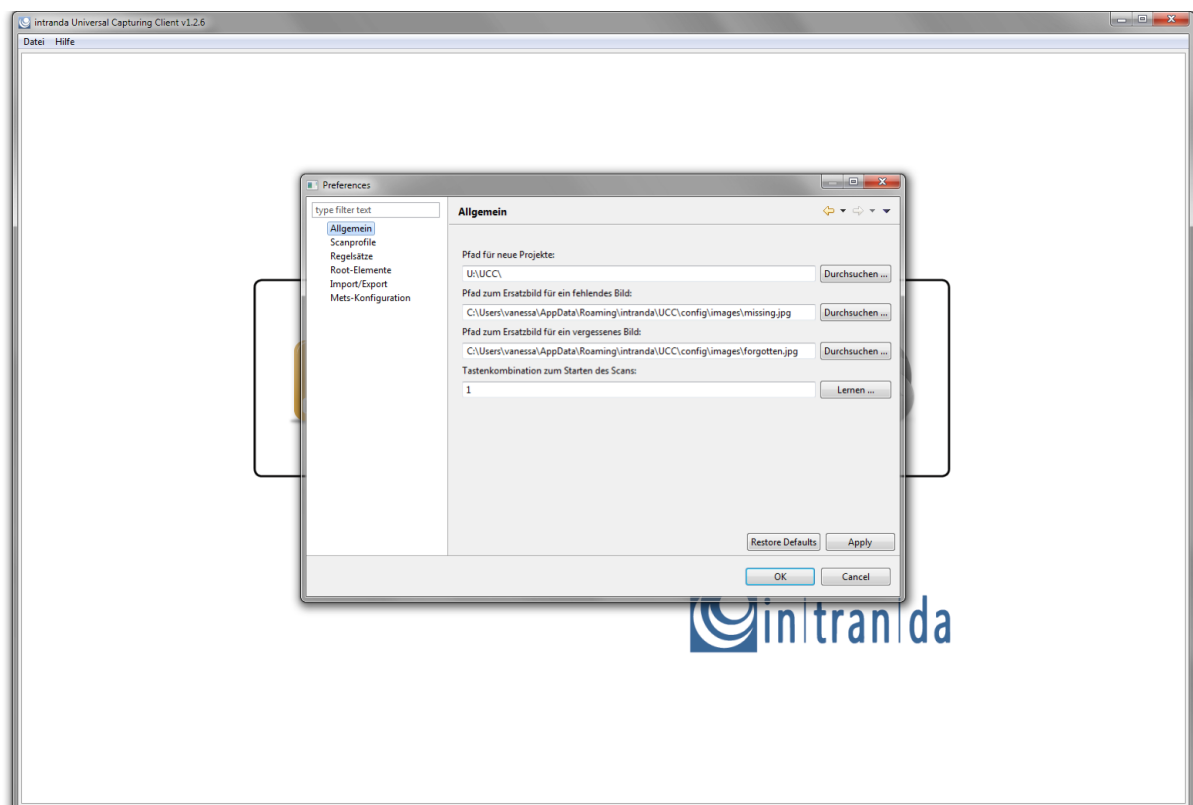 intranda Universal Capturing Client v1.2.6
Datei Hilfe
Preferences
type filter text
Allgemein
Scanprofile
Regelsätze
Root-Elemente
Import/Export
Mets-Konfiguration
Allgemein
Pfad für neue Projekte:
U:\UCC\
Durchsuchen ...
Pfad zum Ersatzbild für ein fehlendes Bild:
C:\Users\vanessa\AppData\Roaming\intranda\UCC\config\images\missing.jpg
Durchsuchen ...
Pfad zum Ersatzbild für ein vergessenes Bild:
C:\Users\vanessa\AppData\Roaming\intranda\UCC\config\images\forgotten.jpg
Durchsuchen ...
Tastenkombination zum Starten des Scans:
1
Lernen ...
Restore Defaults Apply
OK Cancel
in|tran|da